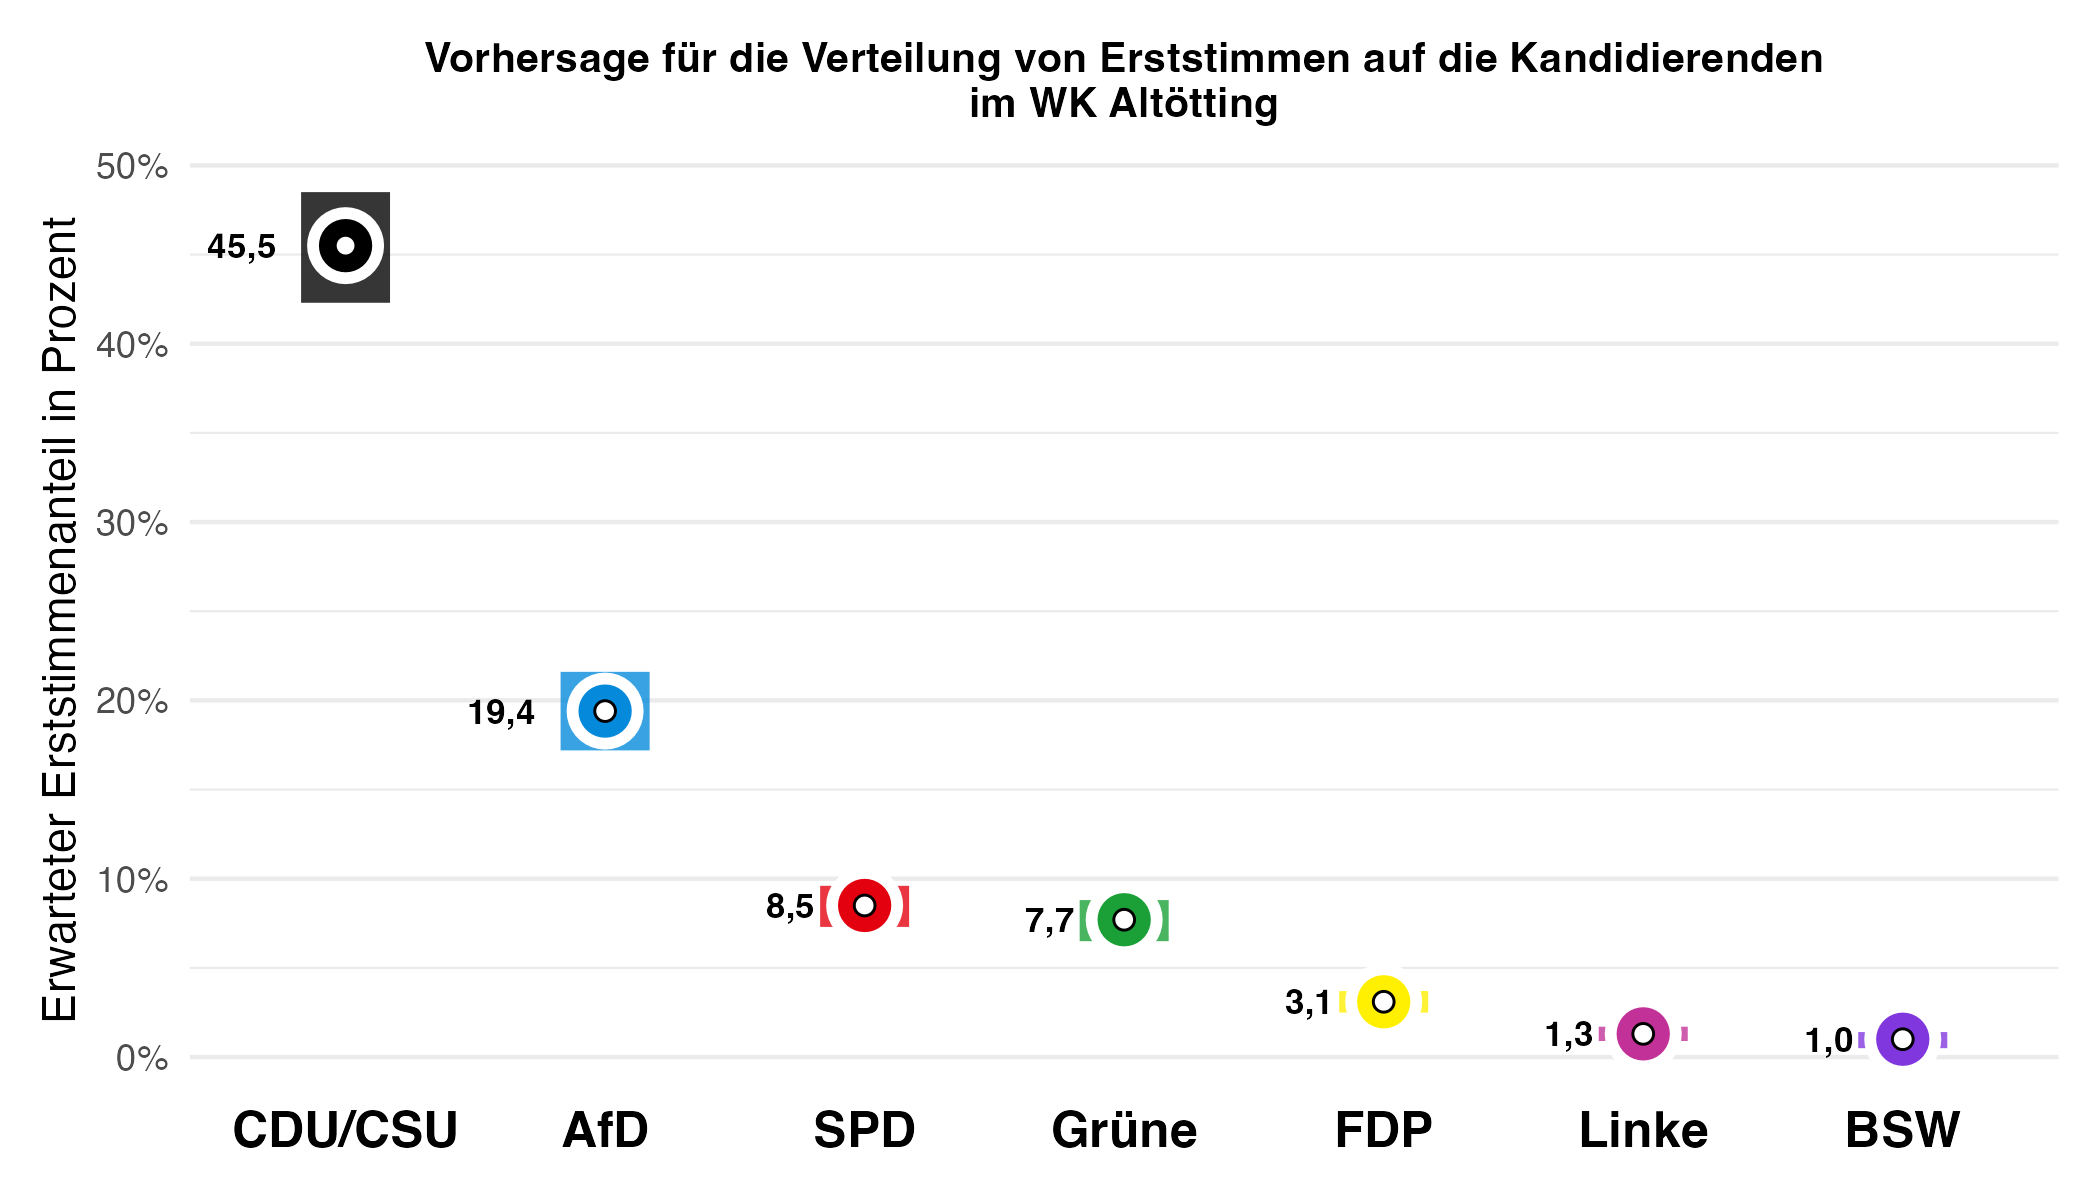 Vorhersage für die Verteilung von Erststimmen auf die Kandidierenden
im WK Altötting
Erwarteter Erststimmenanteil in Prozent
50%
40%
30%
20%
10%
0%
45,5
19,4
8,5
7,7
3,1
1,3
1,0
CDU/CSU
AfD
SPD
Grüne
FDP
Linke
BSW